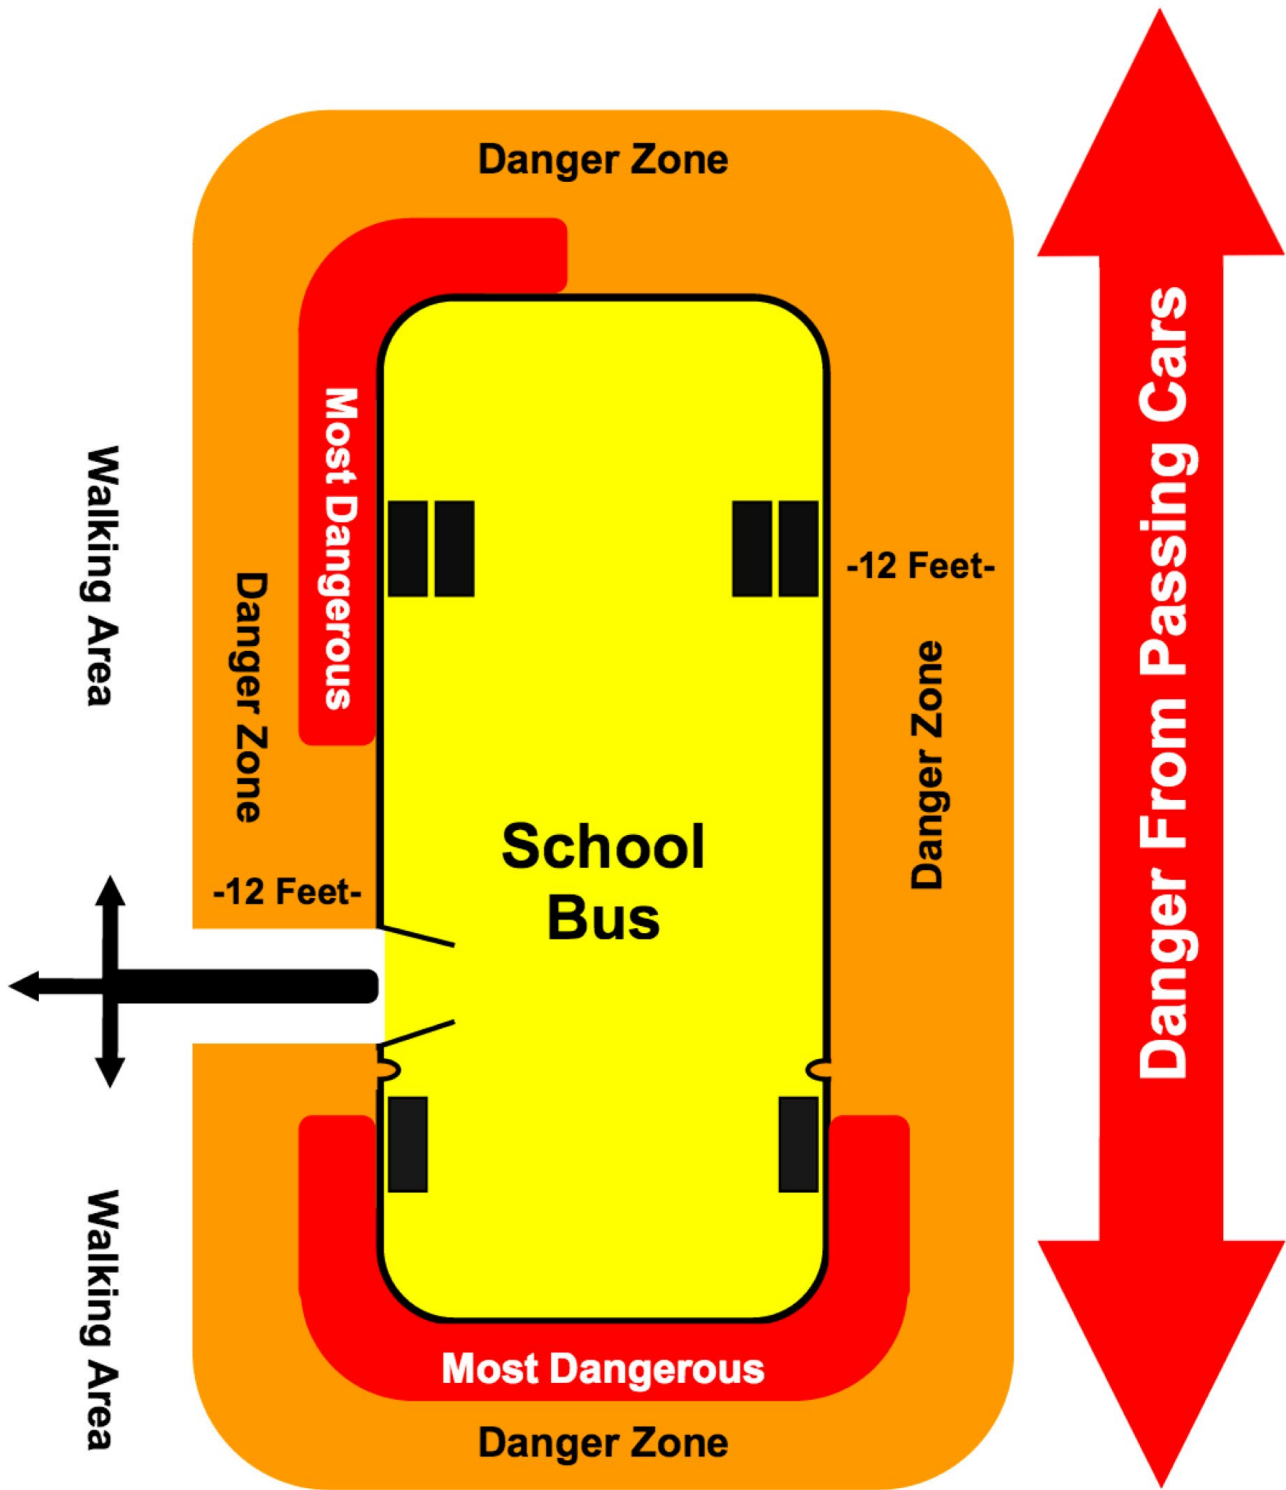 Danger Zone
Most Dangerous
Walking Area
Danger Zone
-12 Feet-
Danger Zone
Danger From Passing Cars
School
Bus
-12 Feet-
Walking Area
Most Dangerous
Danger Zone